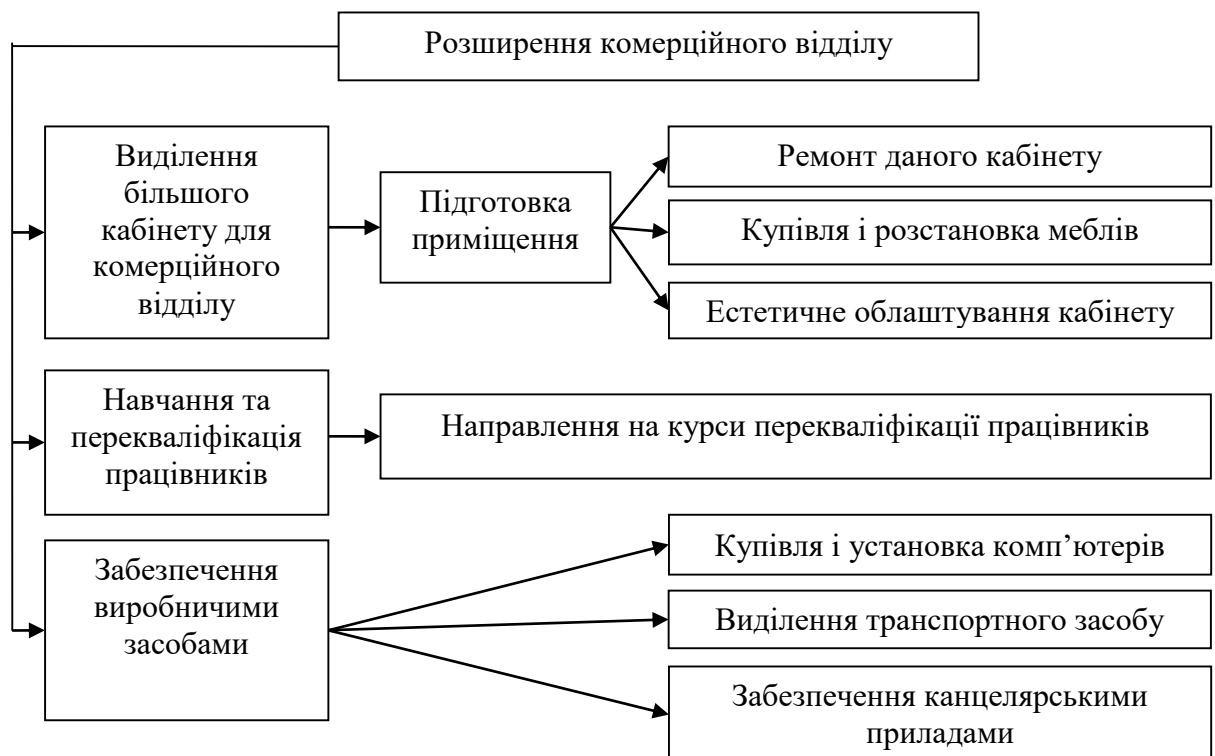 Розширення комерційного відділу
Виділення
більшого
кабінету для
комерційного
відділу
Підготовка
приміщення
Ремонт даного кабінету
Купівля і розстановка меблів
Естетичне облаштування кабінету
Навчання та
перекваліфікація
працівників
Направлення на курси перекваліфікації працівників
Забезпечення
виробничими
засобами
Купівля і установка комп’ютерів
Виділення транспортного засобу
Забезпечення канцелярськими
приладами